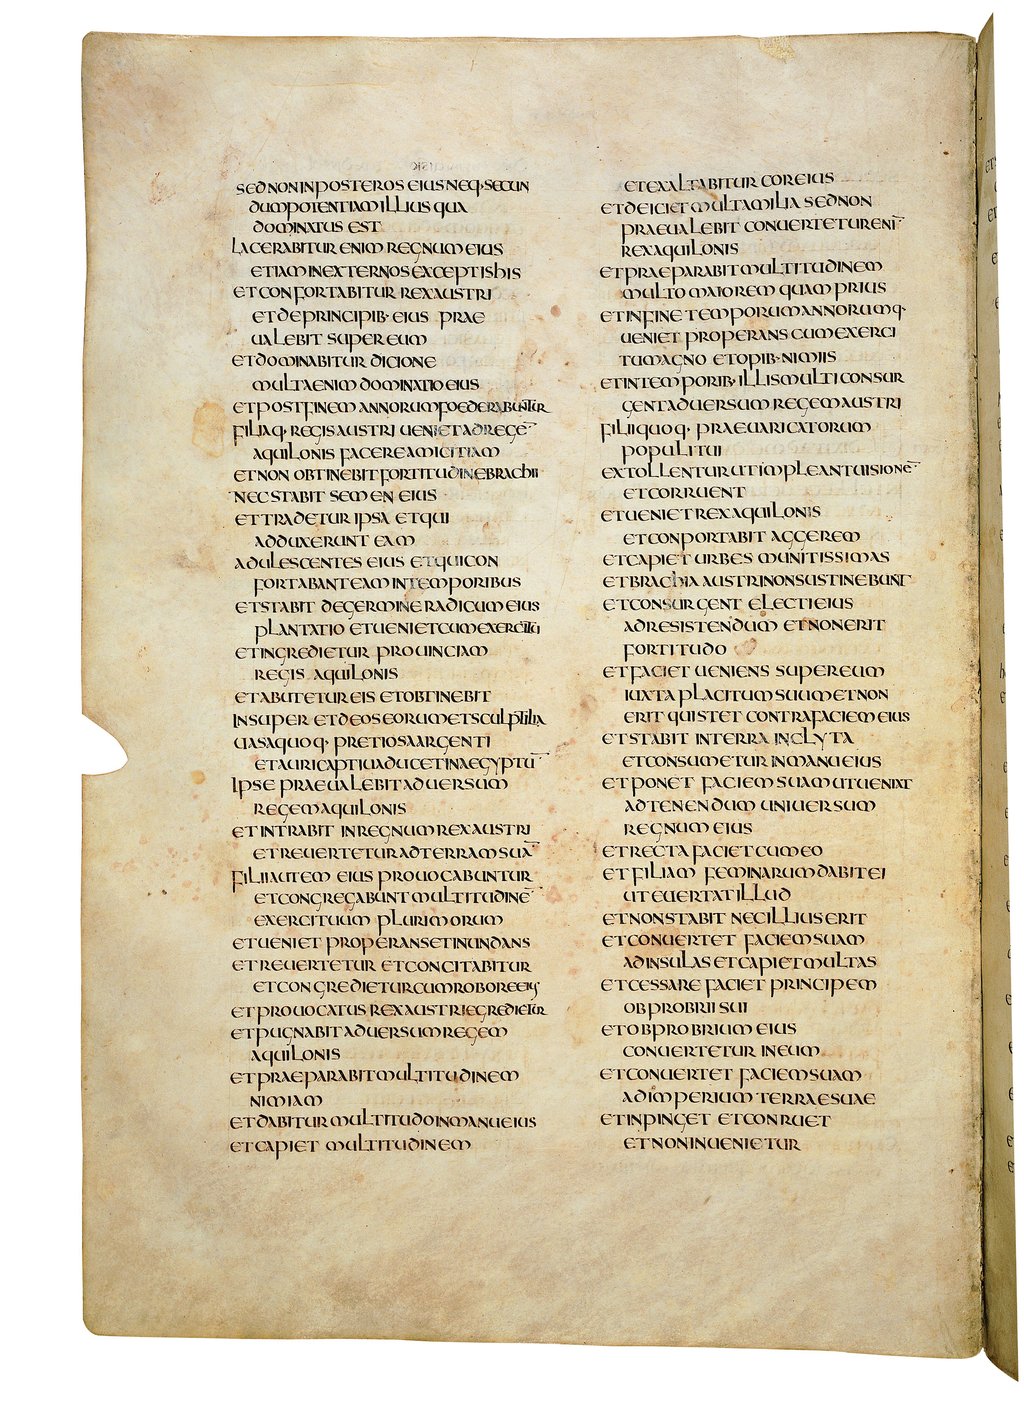 SED NON IN POSTEROS EIUS NEQ· SECUN
DUM POTENTIAM ILLIUS QUA
DOMINATUS EST
LACERABITUR ENIM REGNUM EIUS
ETIAM IN EXTERNOS EXCEPTIS HIS
ET CONFORTABITUR REX AUSTRI
ET DE PRINCIPIB· EIUS PRAE
UALEBIT SUPER EUM
ET DOMINABITUR DICIONE
MULTA ENIM DOMINATIO EIUS
ET POST FINEM ANNORUM FOEDERABUNTUR
FILIAQ· REGIS AUSTRI UENIET AD REGĒ
AQUILONIS FACERE AMICITIAM
ET NON OBTINEBIT FORTITUDINE BRACHII
NEC STABIT SEMEN EIUS
ET TRADETUR IPSA ET QUI
ADDUXERUNT EAM
ADULESCENTES EIUS ET QUI CON
FORTABANT EAM IN TEMPORIBUS
ET STABIT DE GERMINE RADICUM EIUS
PLANTATIO ET UENIET CUM EXERCITU
ET INGREDIETUR PROUINCIAM
REGIS AQUILONIS
ET ABUTETUR EIS ET OBTINEBIT
INSUPER ET DEOS EORUM ET SCULPTILIA
UASA QUOQ· PRETIOSA ARGENTI
ET AURI CAPTIUA DUCET IN AEGYPTŪ
IPSE PRAEUALEBIT ADUERSUM
REGEM AQUILONIS
ET INTRABIT IN REGNUM REX AUSTRI
ET REUERTETUR AD TERRAM SUĀ
FILII AUTEM EIUS PROUOCABUNTUR
ET CONGREGABUNT MULTITUDINĒ
EXERCITUUM PLURIMORUM
ET UENIET PROPERANS ET INUNDANS
ET REUERTETUR ET CONCITABITUR
ET CONGREDIETUR CUM ROBORE EIUS
ET PROUOCATUS REX AUSTRI EGREDIETUR
ET PUGNABIT ADUERSUM REGEM
AQUILONIS
ET PRAEPARABIT MULTITUDINEM
NIMIAM
ET DABITUR MULTITUDO IN MANU EIUS
ET CAPIET MULTITUDINEM
ET EXALTABITUR COR EIUS
ET DEICIET MULTA MILIA SED NON
PRAEUALEBIT CONUERTETUR ENĪ
REX AQUILONIS
ET PRAEPARABIT MULTITUDINEM
MULTO MAIOREM QUAM PRIUS
ET IN FINE TEMPORUM ANNORUMQ·
UENIET PROPERANS CUM EXERCI
TU MAGNO ET OPIB· NIMIIS
ET IN TEMPORIB· ILLIS MULTI CONSUR
GENT ADUERSUM REGEM AUSTRI
FILII QUOQ· PRAEUARICATORUM
POPULI TUI
EXTOLLENTUR UT IMPLEANT UISIONĒ
ET CORRUENT
ET UENIET REX AQUILONIS
ET CONPORTABIT AGGEREM
ET CAPIET URBES MUNITISSIMAS
ET BRACHIA AUSTRI NON SUSTINEBUNT
ET CONSURGENT ELECTI EIUS
AD RESISTENDUM ET NON ERIT
FORTITUDO
ET FACIET UENIENS SUPER EUM
IUXTA PLACITUM SUUM ET NON
ERIT QUI STET CONTRA FACIEM EIUS
ET STABIT IN TERRA INCLYTA
ET CONSUMETUR IN MANU EIUS
ET PONET FACIEM SUAM UT UENIAT
AD TENENDUM UNIUERSUM
REGNUM EIUS
ET RECTA FACIET CUM EO
ET FILIAM FEMINARUM DABIT EI
UT EUERTAT ILLUD
ET NON STABIT NEC ILLIUS ERIT
ET CONUERTET FACIEM SUAM
AD INSULAS ET CAPIET MULTAS
ET CESSARE FACIET PRINCIPEM
OBPROBRII SUI
ET OBPROBRIUM EIUS
CONUERTETUR IN EUM
ET CONUERTET FACIEM SUAM
AD IMPERIUM TERRAE SUAE
ET INPINGET ET CONRUET
ET NON INUENIETUR